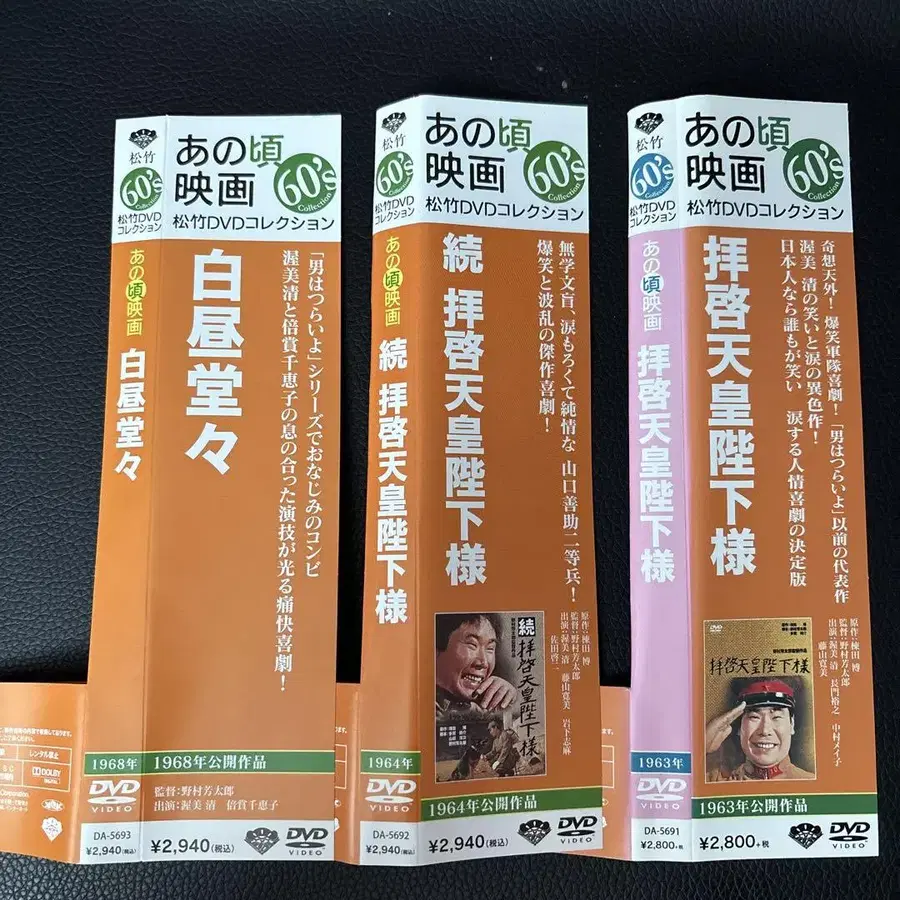 松竹
60's
Collection
松竹DVD
コレクション
あの頃映画
白昼堂々
1968年
DVD
VIDEO
DA-5693
¥2,940(税込)
あの頃
映画
60's
Collection
松竹DVDコレクション
白昼堂々
「男はつらいよ」シリーズでおなじみのコンビ
渥美清と倍賞千恵子の息の合った演技が光る痛快喜劇!
1968年公開作品
監督:野村芳太郎
出演:渥美 清 倍賞千恵子
¥2,940(税込)
DVD
VIDEO
レンタル禁止
DOLBY
松竹
60's
Collection
松竹DVD
コレクション
あの頃映画
続 拝啓天皇陛下様
1964年
DVD
VIDEO
DA-5692
¥2,940(税込)
あの頃
映画
60's
Collection
松竹DVDコレクション
続 拝啓天皇陛下様
無学文盲、涙もろくて純情な 山口善助二等兵!
爆笑と波乱の傑作喜劇!
原作:棟田 博
監督:野村芳太郎
出演:渥美 清 藤山寛美 岩下志麻
佐田啓二
続
拝啓天皇陛下様
1964年公開作品
¥2,940(税込)
DVD
VIDEO
松竹
60's
Collection
松竹DVD
コレクション
あの頃映画
拝啓天皇陛下様
1963年
DVD
VIDEO
DA-5691
¥2,800+税
あの頃
映画
60's
Collection
松竹DVDコレクション
拝啓天皇陛下様
奇想天外!爆笑軍隊喜劇!「男はつらいよ」以前の代表作
渥美 清の笑いと涙の異色作!
日本人なら誰もが笑い 涙する人情喜劇の決定版
原作:棟田 博
監督:野村芳太郎
出演:渥美 清 長門裕之 中村メイ子
藤山寛美
DVD
拝啓天皇陛下様
1963年公開作品
¥2,800+税
DVD
VIDEO